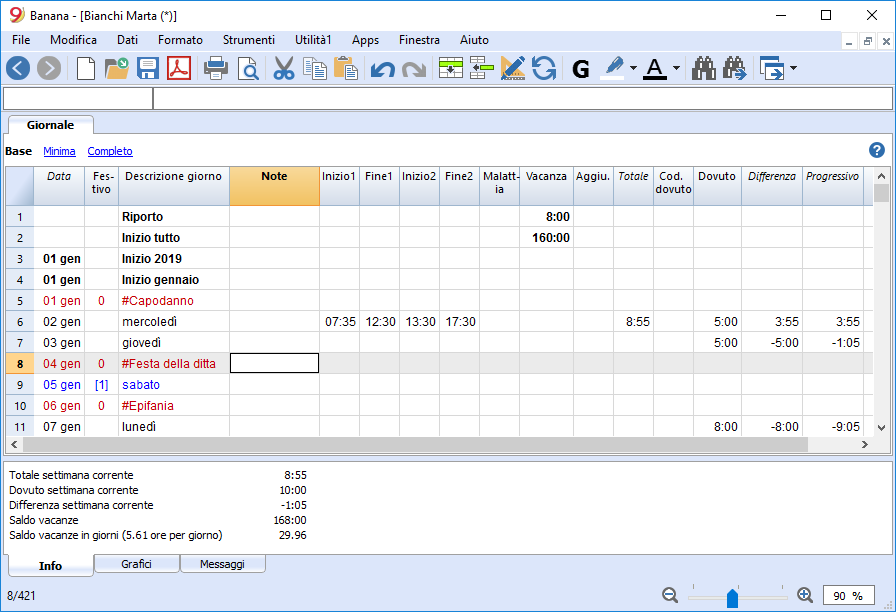 Banana - [Bianchi Marta (*)]
File Modifica Dati Formato Strumenti Utilità1 Apps Finestra Aiuto
G A
Giornale
Base Minima Completo
Data Fes-tivo Descrizione giorno Note Inizio1 Fine1 Inizio2 Fine2 Malatt-ia Vacanza Aggiu. Totale Cod. dovuto Dovuto Differenza Progressivo
1 Riporto 8:00
2 Inizio tutto 160:00
3 01 gen Inizio 2019
4 01 gen Inizio gennaio
5 01 gen 0 #Capodanno
6 02 gen mercoledì 07:35 12:30 13:30 17:30 8:55 5:00 3:55 3:55
7 03 gen giovedì 5:00 -5:00 -1:05
8 04 gen 0 #Festa della ditta
9 05 gen [1] sabato
10 06 gen 0 #Epifania
11 07 gen lunedì 8:00 -8:00 -9:05
Totale settimana corrente 8:55
Dovuto settimana corrente 10:00
Differenza settimana corrente -1:05
Saldo vacanze 168:00
Saldo vacanze in giorni (5.61 ore per giorno) 29.96
Info Grafici Messaggi
8/421 90 %